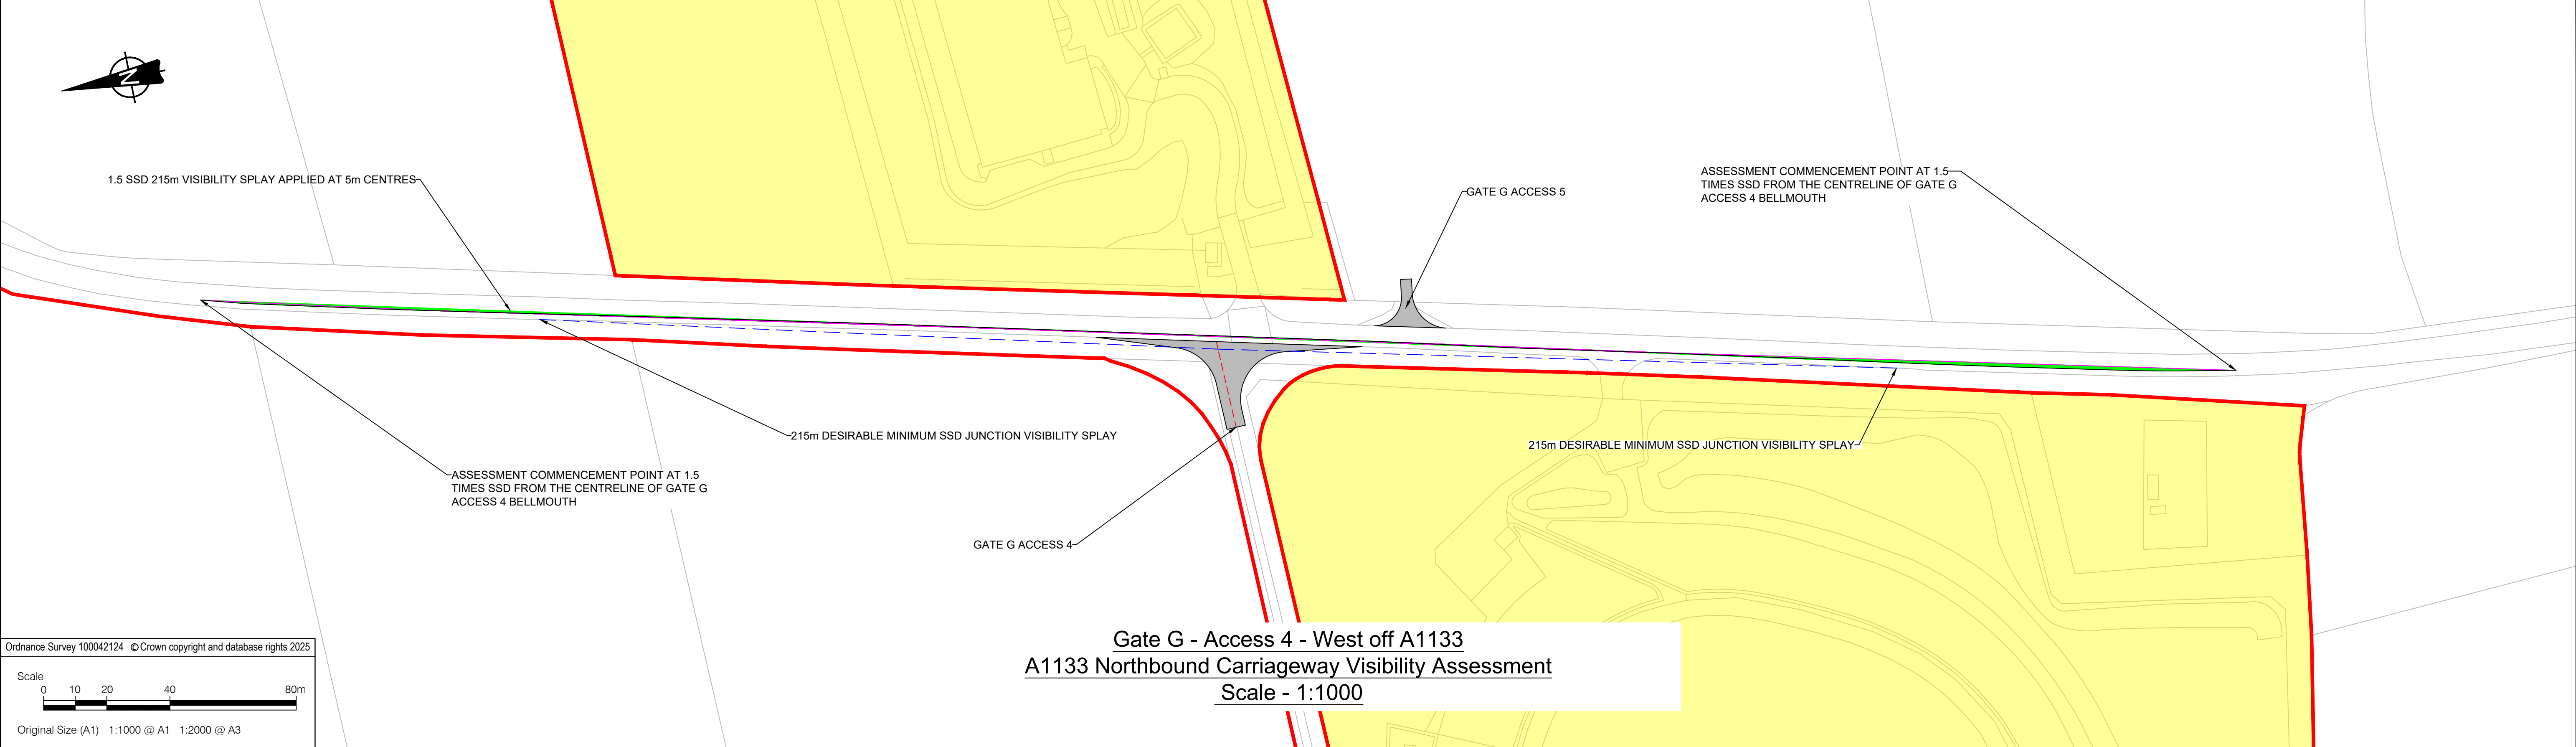 N
1.5 SSD 215m VISIBILITY SPLAY APPLIED AT 5m CENTRES
GATE G ACCESS 5
ASSESSMENT COMMENCEMENT POINT AT 1.5
TIMES SSD FROM THE CENTRELINE OF GATE G
ACCESS 4 BELLMOUTH
215m DESIRABLE MINIMUM SSD JUNCTION VISIBILITY SPLAY
215m DESIRABLE MINIMUM SSD JUNCTION VISIBILITY SPLAY
ASSESSMENT COMMENCEMENT POINT AT 1.5
TIMES SSD FROM THE CENTRELINE OF GATE G
ACCESS 4 BELLMOUTH
GATE G ACCESS 4
Gate G - Access 4 - West off A1133
A1133 Northbound Carriageway Visibility Assessment
Scale - 1:1000
Ordnance Survey 100042124 © Crown copyright and database rights 2025
Scale
0 10 20 40 80m
Original Size (A1) 1:1000 @ A1 1:2000 @ A3